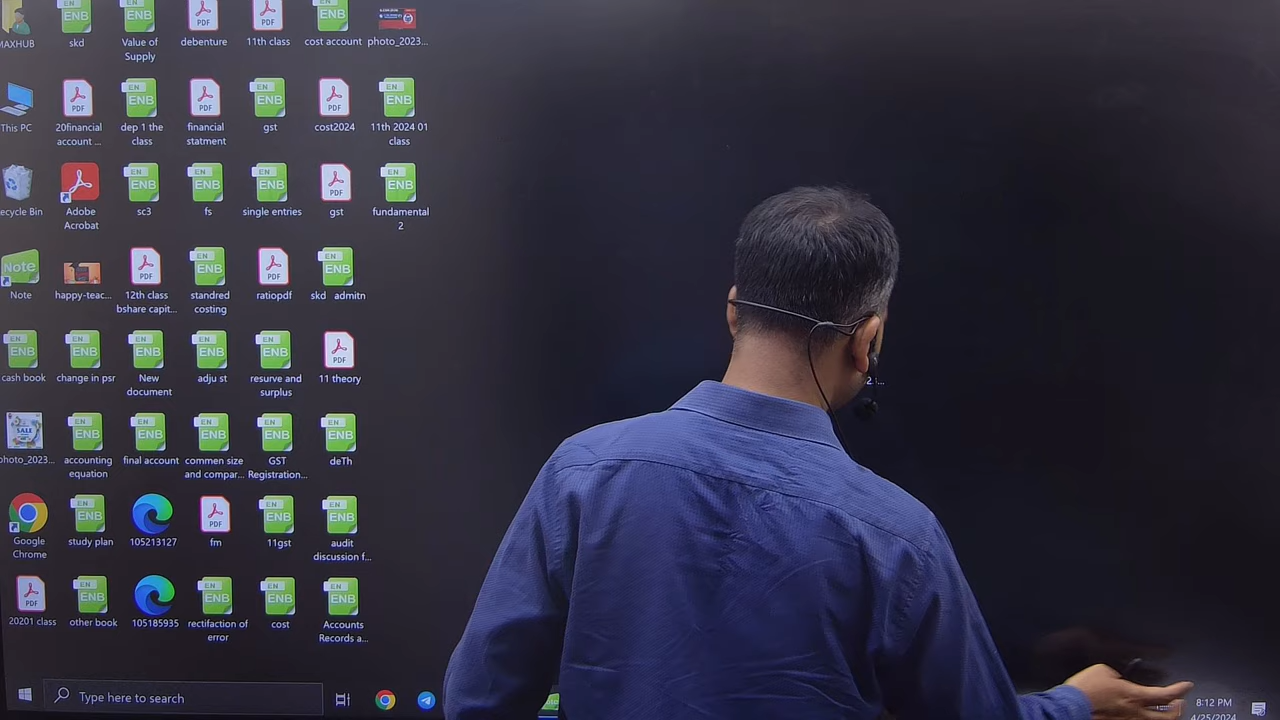 MAXHUB
skd
Value of
Supply
debenture
11th class
cost account
photo_2023...
This PC
20financial
account ...
dep 1 the
class
financial
statment
gst
cost2024
11th 2024 01
class
ecycle Bin
Adobe
Acrobat
sc3
fs
single entries
gst
fundamental
2
Note
Note
happy-teac...
12th class
bshare capit...
standred
costing
ratiopdf
skd admitn
cash book
change in psr
New
document
adju st
resurve and
surplus
11 theory
photo_2023...
accounting
equation
final account
commen size
and compar...
GST
Registration...
deTh
Google
Chrome
study plan
105213127
fm
11gst
audit
discussion f...
20201 class
other book
105185935
rectifaction of
error
cost
Accounts
Records a...
Type here to search
8:12 PM
4/25/2024